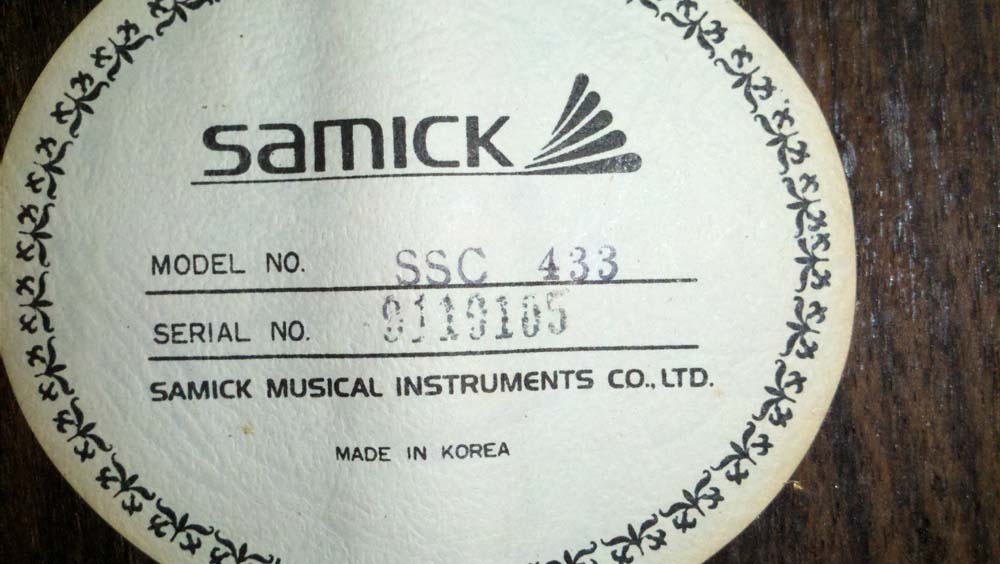 SAMICK
MODEL NO. SSC 433
SERIAL NO.
SAMICK MUSICAL INSTRUMENTS CO., LTD.
MADE IN KOREA